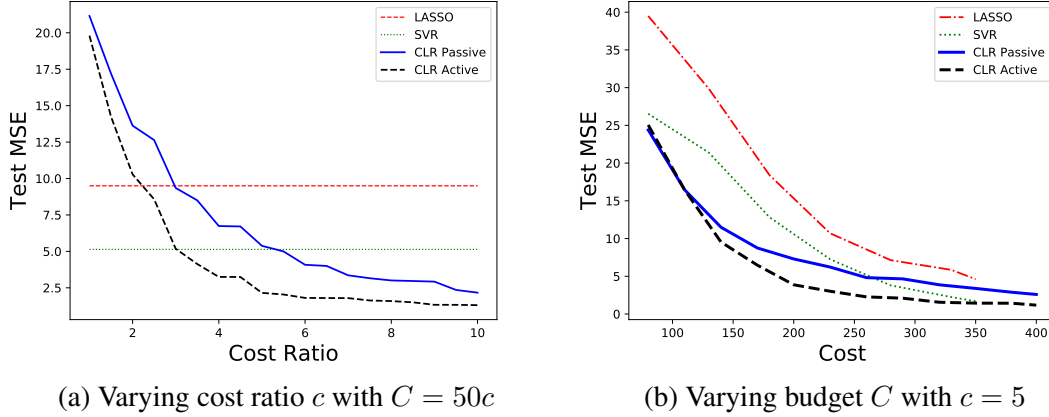 LASSO
SVR
CLR Passive
CLR Active
20.0
17.5
15.0
12.5
10.0
7.5
5.0
2.5
Test MSE
2 4 6 8 10
Cost Ratio
(a) Varying cost ratio c with C = 50c
LASSO
SVR
CLR Passive
CLR Active
40
35
30
25
20
15
10
5
0
Test MSE
100 150 200 250 300 350 400
Cost
(b) Varying budget C with c = 5